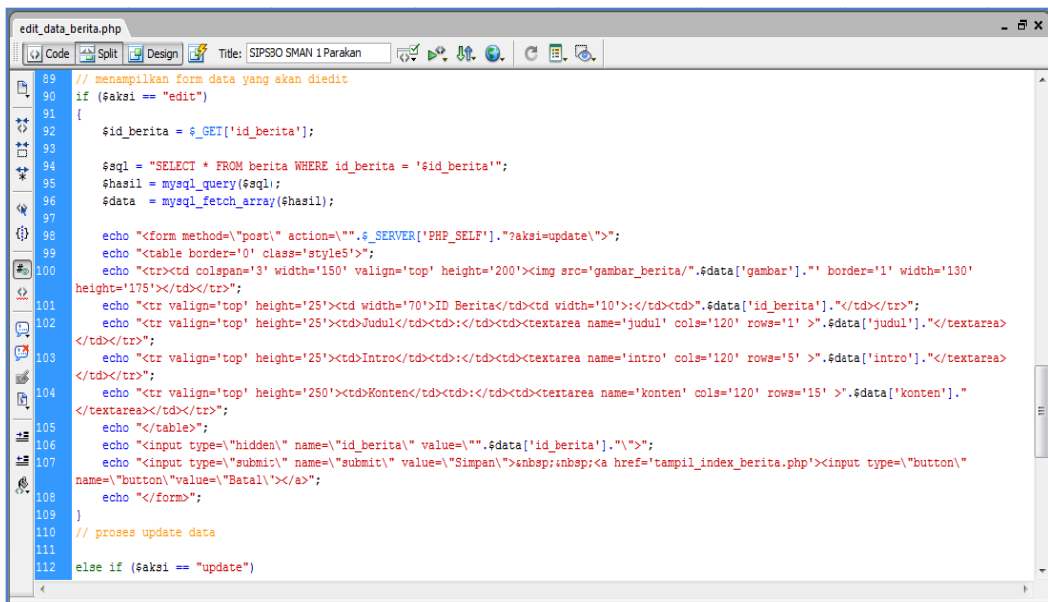 edit_data_berita.php
Code Split Design Title: SIPS3O SMAN 1 Parakan
89 // menampilkan form data yang akan diedit
90 if ($aksi == "edit")
91 {
92 $id_berita = $_GET['id_berita'];
93
94 $sql = "SELECT * FROM berita WHERE id_berita = '$id_berita'";
95 $hasil = mysql_query($sql);
96 $data = mysql_fetch_array($hasil);
97
98 echo "<form method=\"post\" action=\"".$_SERVER['PHP_SELF']."?aksi=update\">";
99 echo "<table border='0' class='style5'>";
100 echo "<tr><td colspan='3' width='150' valign='top' height='200'><img src='gambar_berita/".$data['gambar']."' border='1' width='130'
height='175'></td></tr>";
101 echo "<tr valign='top' height='25'><td width='70'>ID Berita</td><td width='10'>:</td><td>".$data['id_berita']."</td></tr>";
102 echo "<tr valign='top' height='25'><td>Judul</td><td>:</td><td><textarea name='judul' cols='120' rows='1' >".$data['judul']."</textarea>
</td></tr>";
103 echo "<tr valign='top' height='25'><td>Intro</td><td>:</td><td><textarea name='intro' cols='120' rows='5' >".$data['intro']."</textarea>
</td></tr>";
104 echo "<tr valign='top' height='250'><td>Konten</td><td>:</td><td><textarea name='konten' cols='120' rows='15' >".$data['konten']."
</textarea></td></tr>";
105 echo "</table>";
106 echo "<input type=\"hidden\" name=\"id_berita\" value=\"".$data['id_berita']."\">";
107 echo "<input type=\"submit\" name=\"submit\" value=\"Simpan\">&nbsp;&nbsp;<a href='tampil_index_berita.php'><input type=\"button\"
name=\"button\"value=\"Batal\"></a>";
108 echo "</form>";
109 }
110 // proses update data
111
112 else if ($aksi == "update")